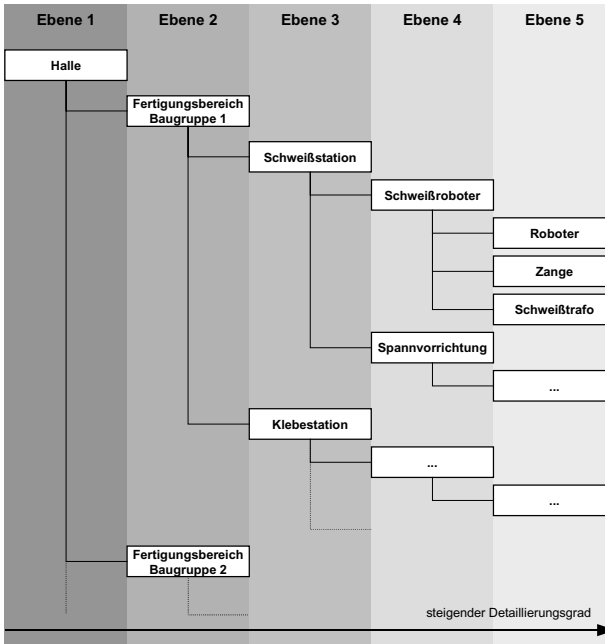 Ebene 1 Ebene 2 Ebene 3 Ebene 4 Ebene 5
Halle
Fertigungsbereich
Baugruppe 1
Schweißstation
Schweißroboter
Roboter
Zange
Schweißtrafo
Spannvorrichtung
...
Klebestation
...
...
Fertigungsbereich
Baugruppe 2
steigender Detaillierungsgrad